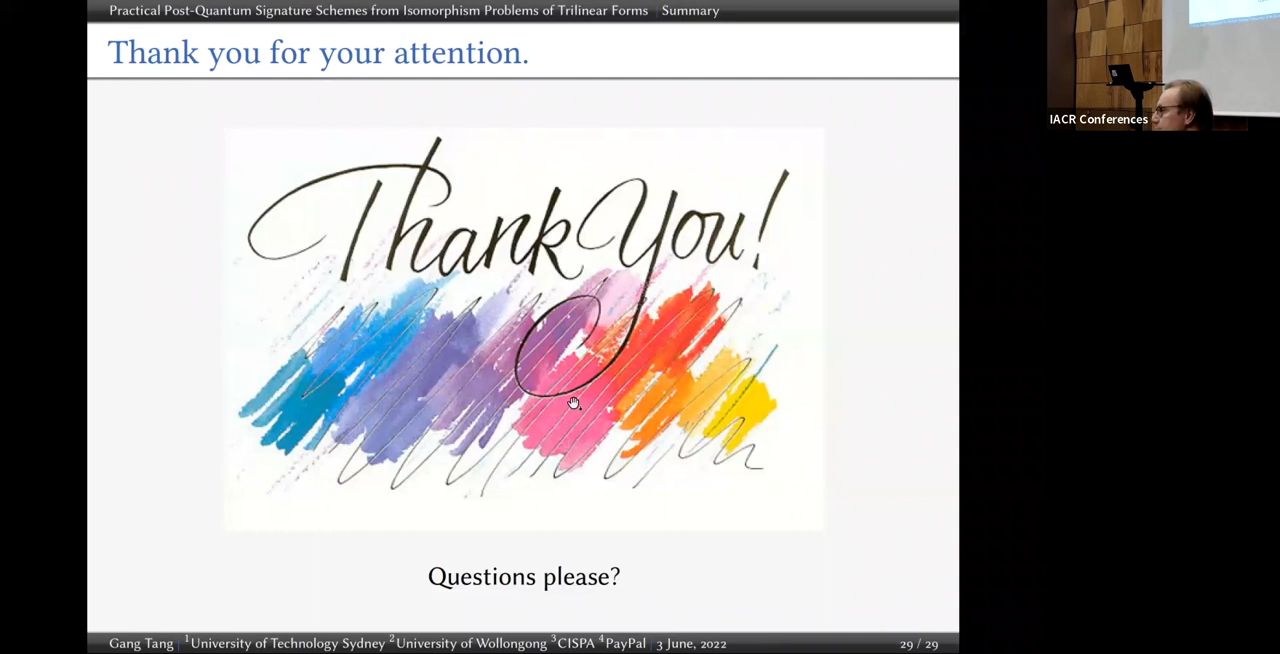 Practical Post-Quantum Signature Schemes from Isomorphism Problems of Trilinear Forms | Summary
Thank you for your attention.
Thank You!
Questions please?
Gang Tang | ¹University of Technology Sydney ²University of Wollongong ³CISPA ⁴PayPal | 3 June, 2022 29 / 29
IACR Conferences